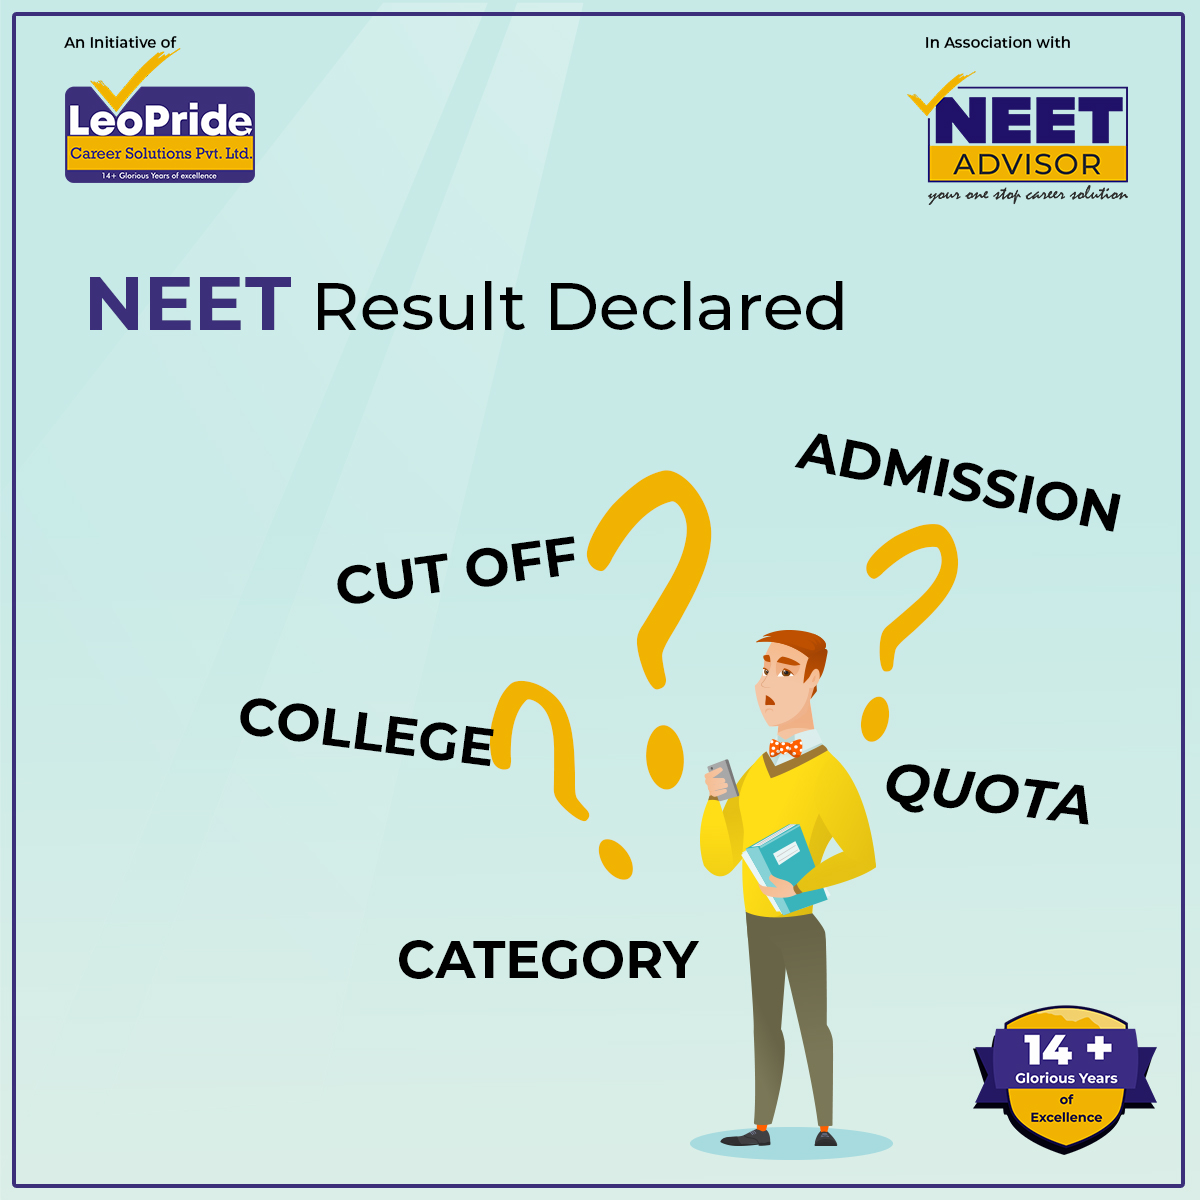 An Initiative of
LeoPride
Career Solutions Pvt. Ltd.
14+ Glorious Years of excellence
In Association with
NEET
ADVISOR
your one stop career solution
NEET Result Declared
ADMISSION
CUT OFF
COLLEGE
QUOTA
CATEGORY
14 +
Glorious Years
of
Excellence